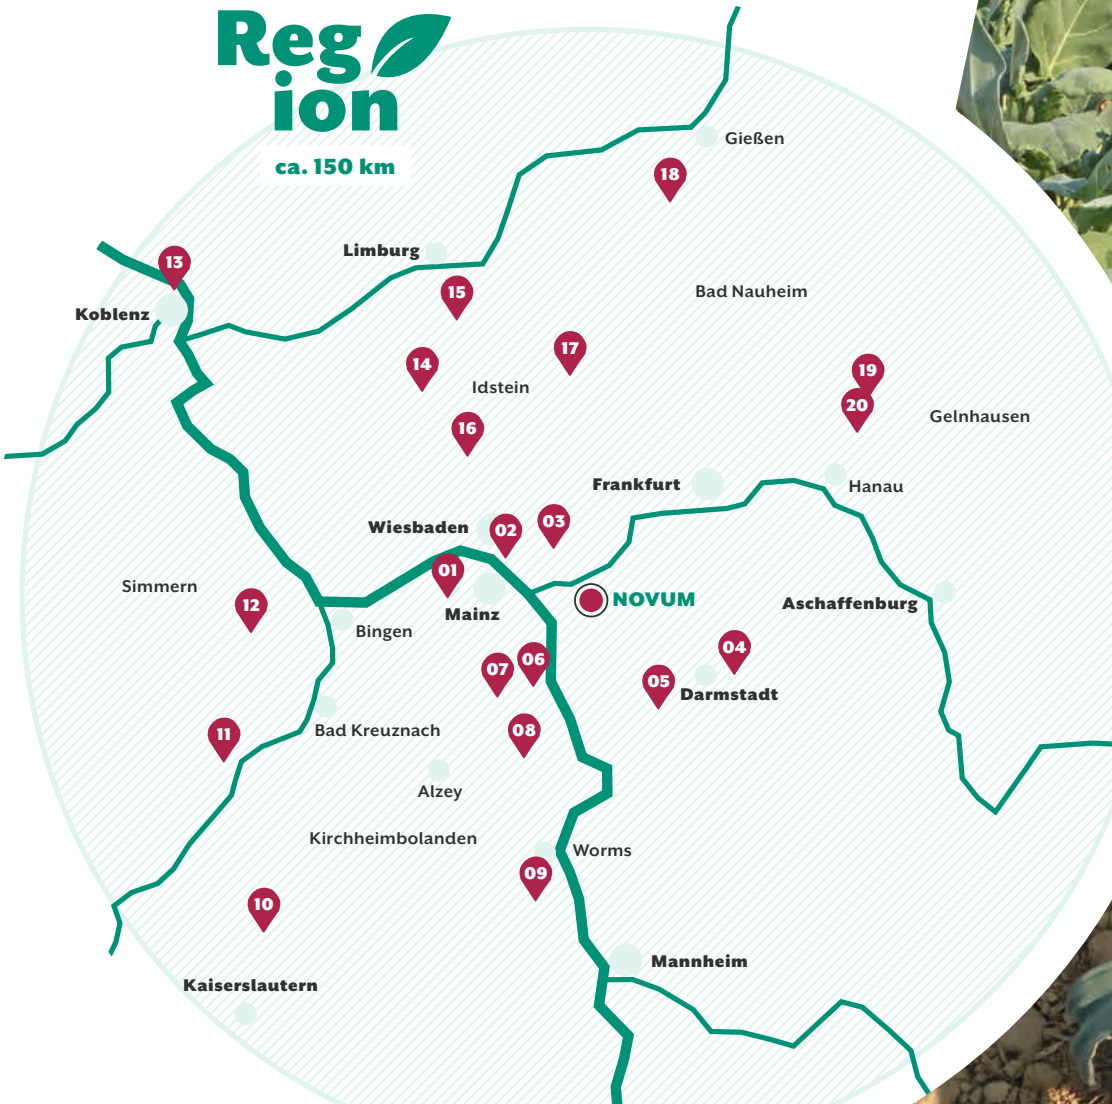 Reg
ion
ca. 150 km
Gießen
18
Limburg
13
15
Bad Nauheim
Koblenz
17
14
19
Idstein
20
Gelnhausen
16
Frankfurt
Hanau
Wiesbaden
02
03
01
Simmern
12
Mainz
NOVUM
Aschaffenburg
Bingen
04
06
07
05
Darmstadt
Bad Kreuznach
08
11
Alzey
Kirchheimbolanden
Worms
09
10
Mannheim
Kaiserslautern